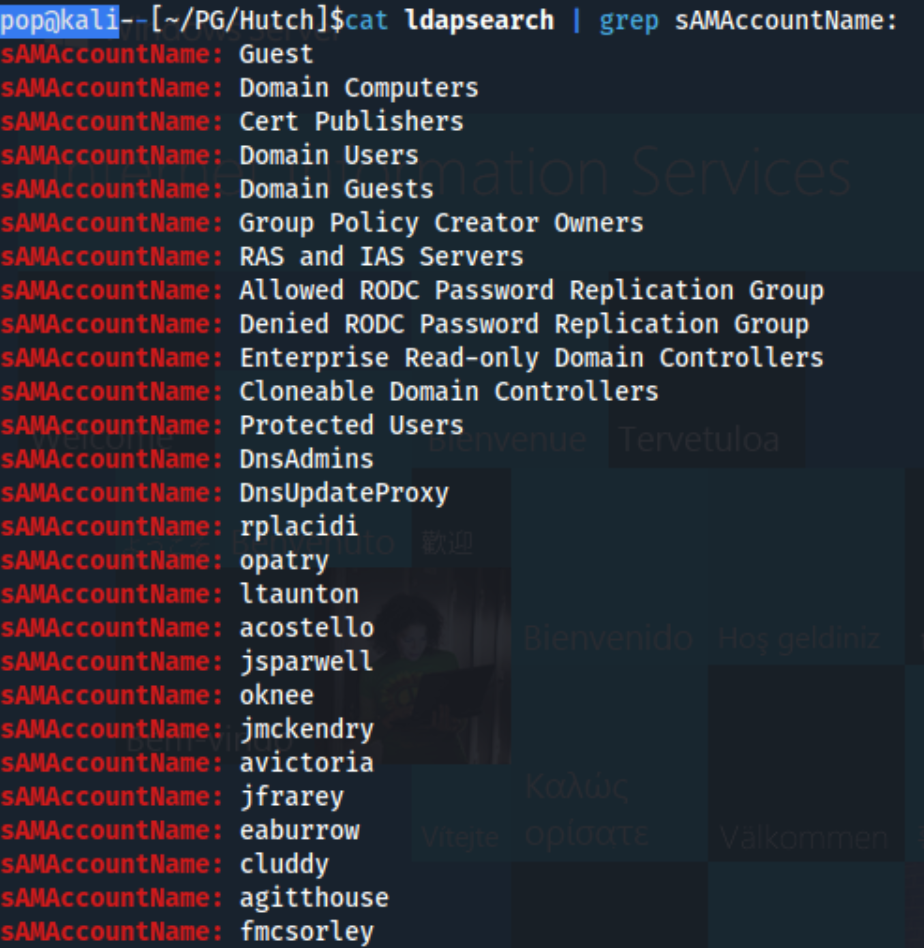 pop@kali--[~/PG/Hutch]$cat ldapsearch | grep sAMAccountName:
sAMAccountName: Guest
sAMAccountName: Domain Computers
sAMAccountName: Cert Publishers
sAMAccountName: Domain Users
Internet Information Services
sAMAccountName: Domain Guests
sAMAccountName: Group Policy Creator Owners
sAMAccountName: RAS and IAS Servers
sAMAccountName: Allowed RODC Password Replication Group
sAMAccountName: Denied RODC Password Replication Group
sAMAccountName: Enterprise Read-only Domain Controllers
sAMAccountName: Cloneable Domain Controllers
sAMAccountName: Protected Users
Welcome Bienvenue Tervetuloa
sAMAccountName: DnsAdmins
sAMAccountName: DnsUpdateProxy
sAMAccountName: rplacidi
Benvenuto 歡迎
sAMAccountName: opatry
sAMAccountName: ltaunton
sAMAccountName: acostello
Bienvenido Hoş geldiniz
sAMAccountName: jsparwell
sAMAccountName: oknee
sAMAccountName: jmckendry
Bem-vindo
sAMAccountName: avictoria
Καλώς
sAMAccountName: jfrarey
sAMAccountName: eaburrow
Vítejte ορίσατε Välkommen
sAMAccountName: cluddy
sAMAccountName: agitthouse
sAMAccountName: fmcsorley